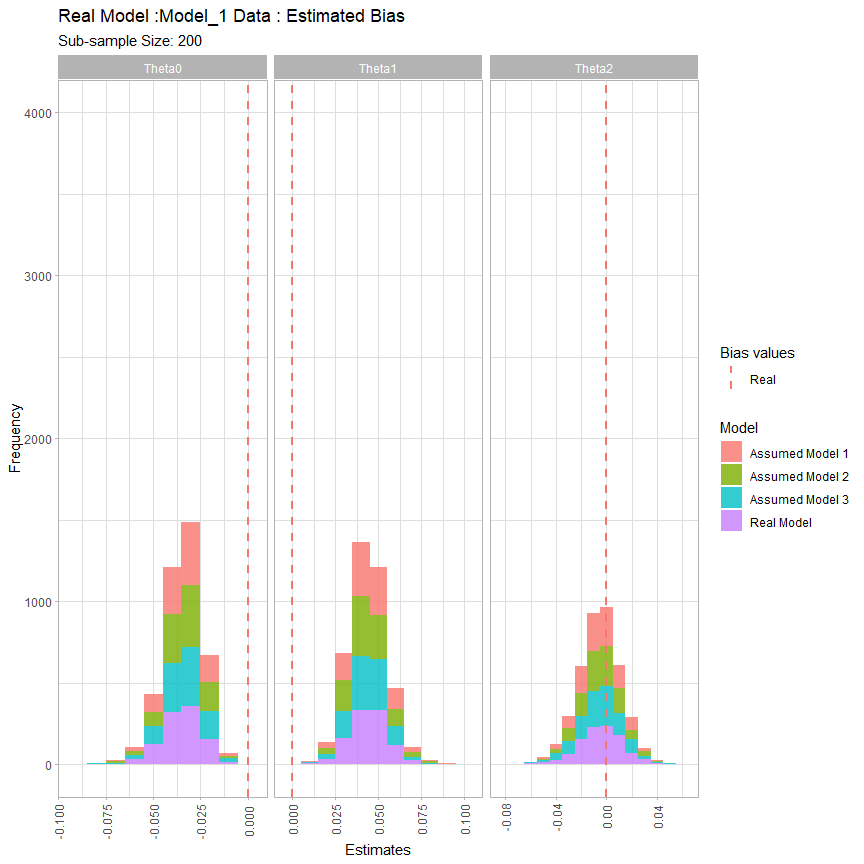 Real Model :Model_1 Data : Estimated Bias
Sub-sample Size: 200
Theta0
Theta1
Theta2
4000
3000
2000
1000
0
Frequency
-0.100
-0.075
-0.050
-0.025
0.000
0.000
0.025
0.050
0.075
0.100
-0.08
-0.04
0.00
0.04
Estimates
Bias values
Real
Model
Assumed Model 1
Assumed Model 2
Assumed Model 3
Real Model